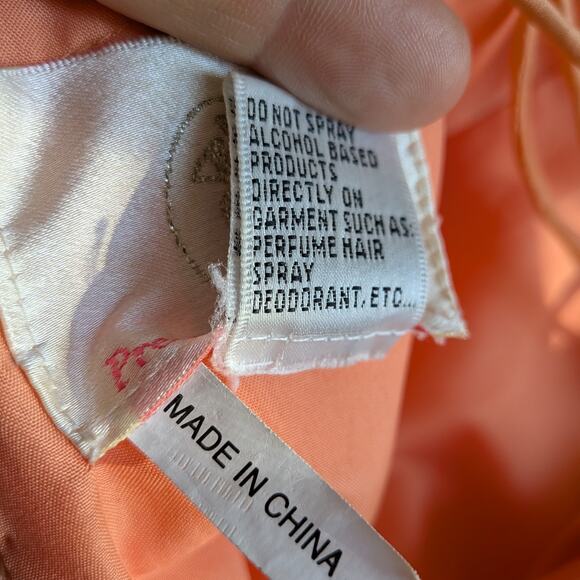 DO NOT SPRAY
ALCOHOL BASED
PRODUCTS
DIRECTLY ON
GARMENT SUCH AS:
PERFUME HAIR
SPRAY
DEODORANT, ETC...
MADE IN CHINA